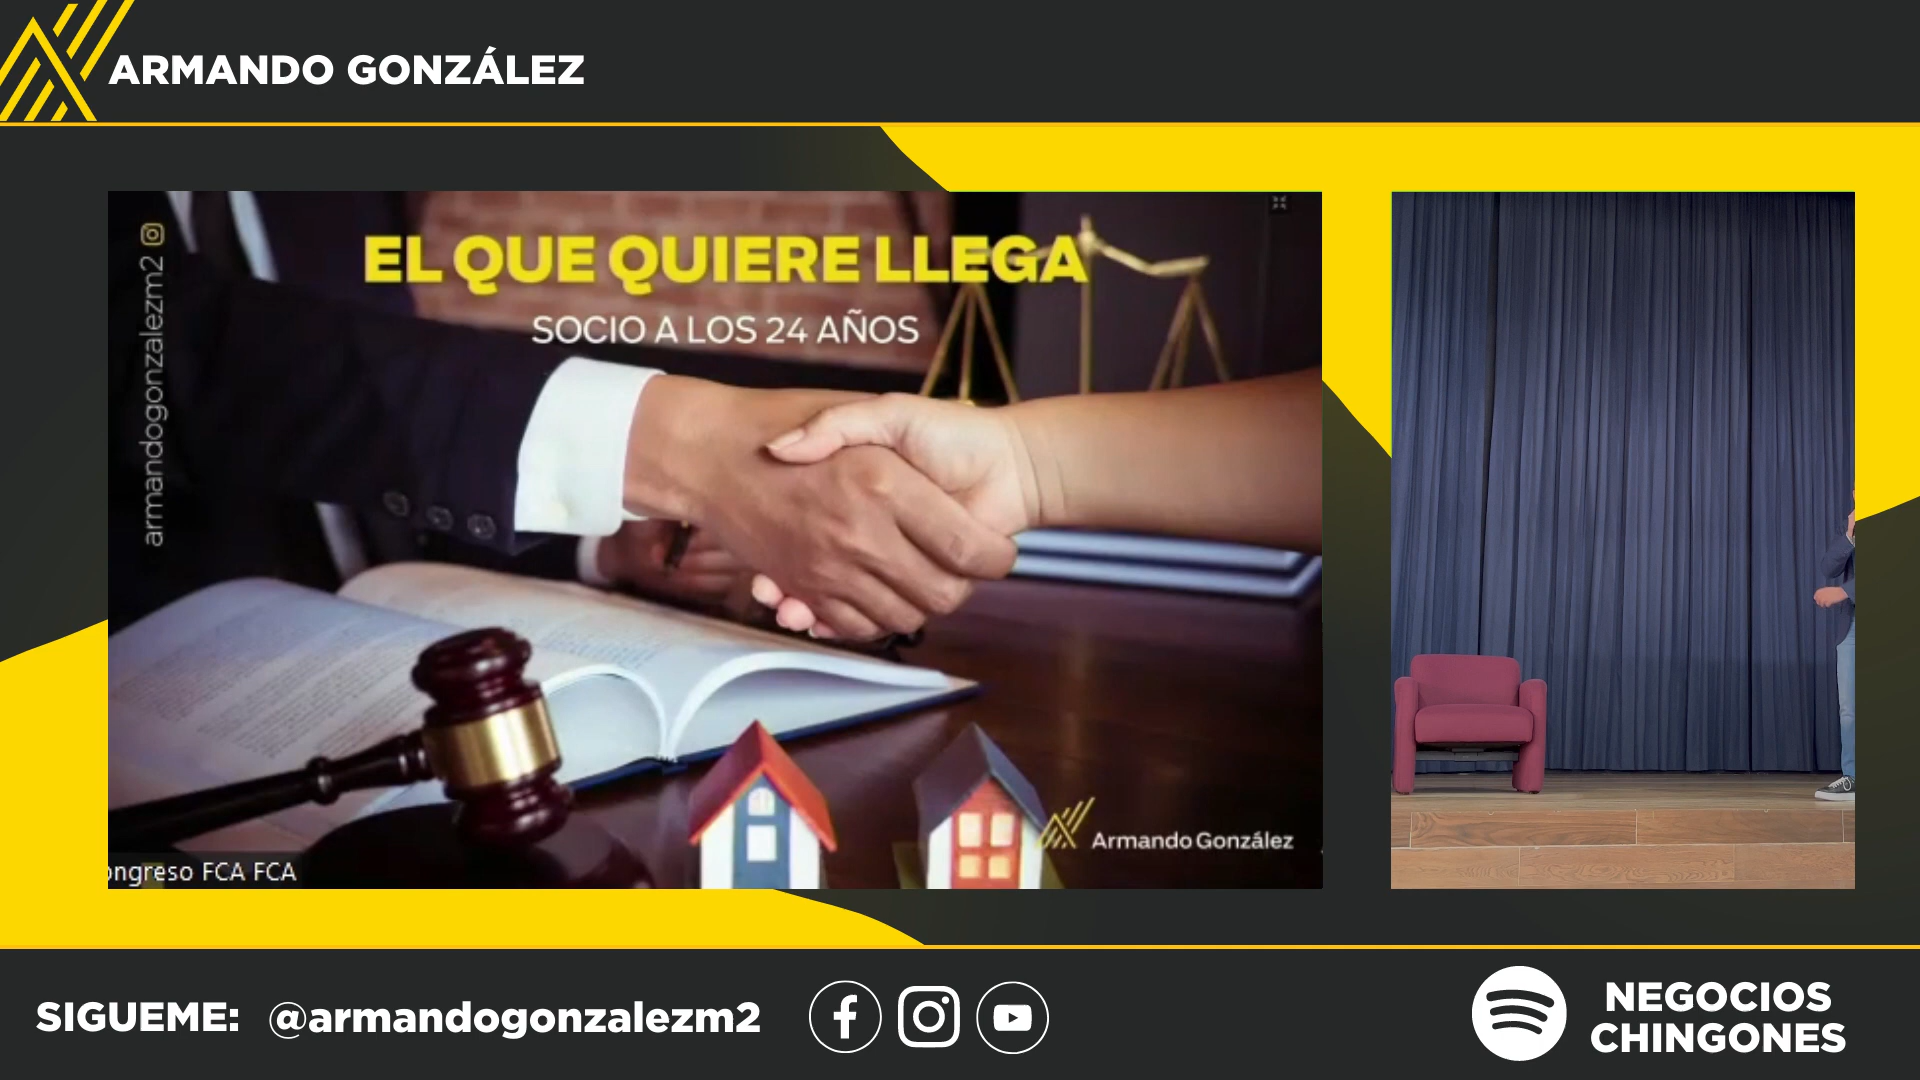 ARMANDO GONZÁLEZ
armandogonzalezm2
EL QUE QUIERE LLEGA
SOCIO A LOS 24 AÑOS
Armando González
ongreso FCA FCA
SIGUEME: @armandogonzalezm2
NEGOCIOS
CHINGONES